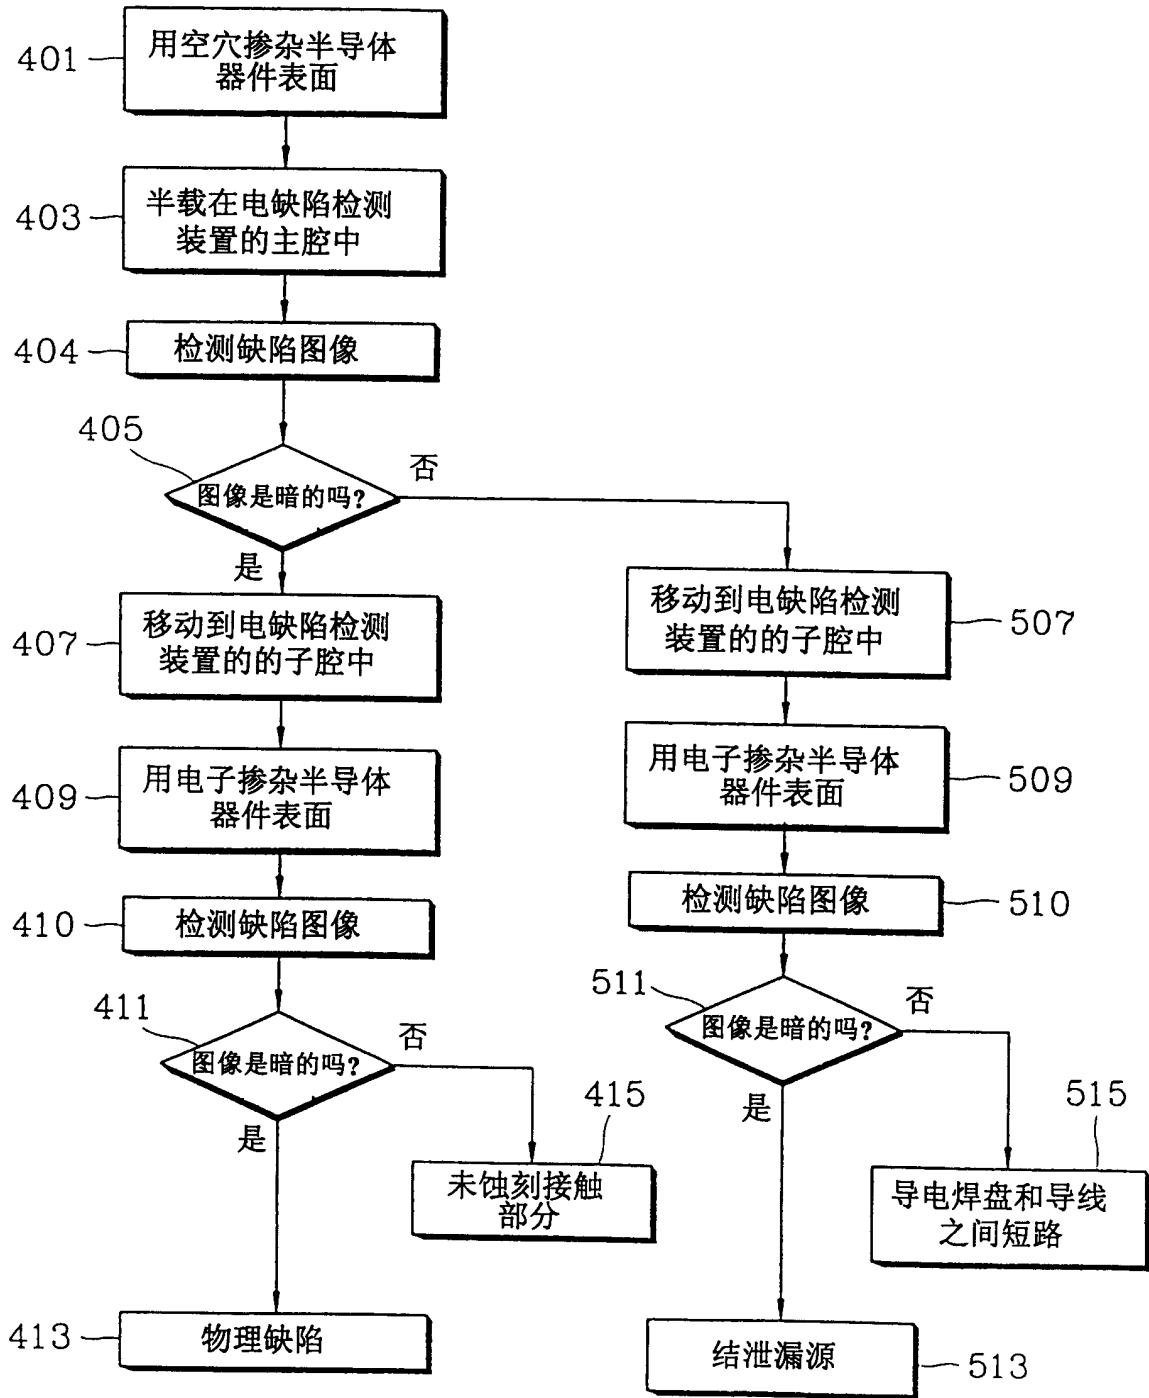 401
用空穴掺杂半导体
器件表面
403
半载在电缺陷检测
装置的主腔中
404
检测缺陷图像
405
图像是暗的吗?
否
是
407
移动到电缺陷检测
装置的的子腔中
409
用电子掺杂半导体
器件表面
410
检测缺陷图像
411
图像是暗的吗?
否
是
415
未蚀刻接触
部分
413
物理缺陷
移动到电缺陷检测
装置的的子腔中
507
用电子掺杂半导体
器件表面
509
检测缺陷图像
510
511
图像是暗的吗?
否
是
515
导电焊盘和导线
之间短路
结泄漏源
513